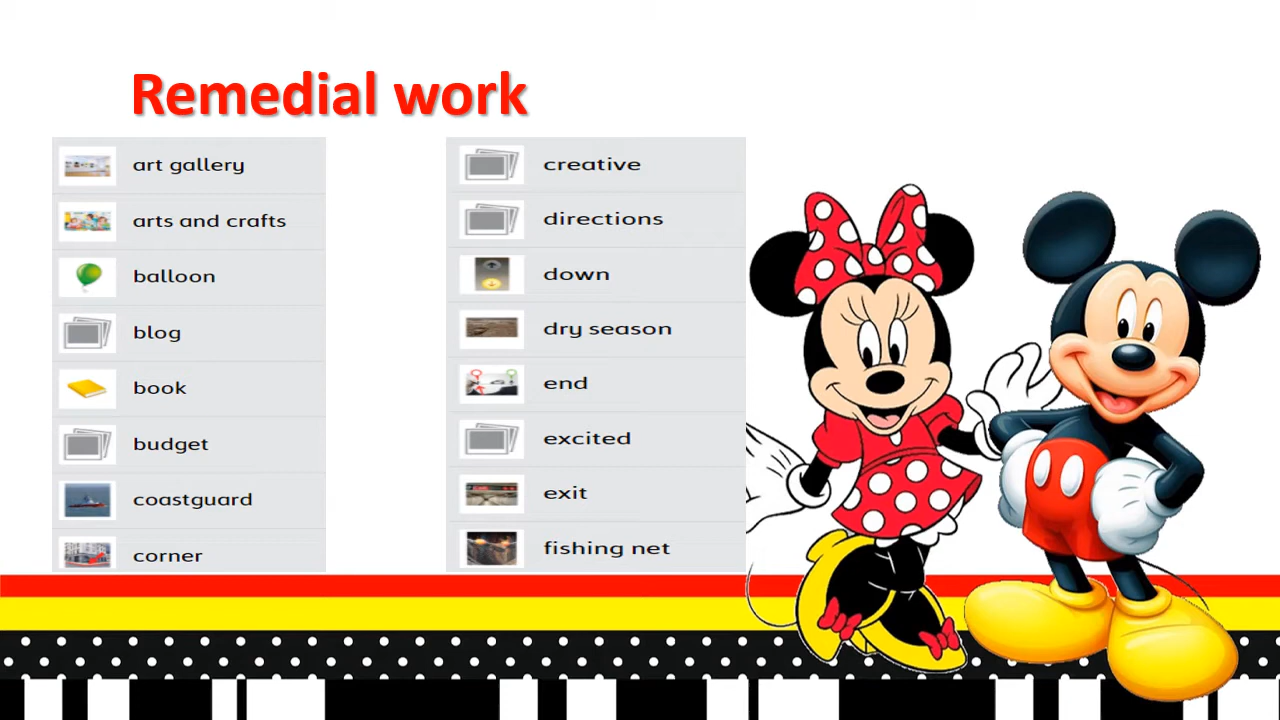 Remedial work
art gallery
arts and crafts
balloon
blog
book
budget
coastguard
corner
creative
directions
down
dry season
end
excited
exit
fishing net